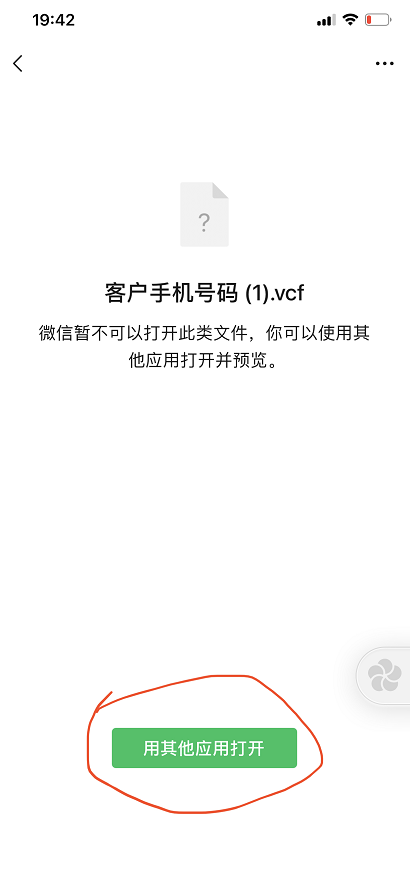 19:42
?
客户手机号码 (1).vcf
微信暂不可以打开此类文件，你可以使用其
他应用打开并预览。
用其他应用打开